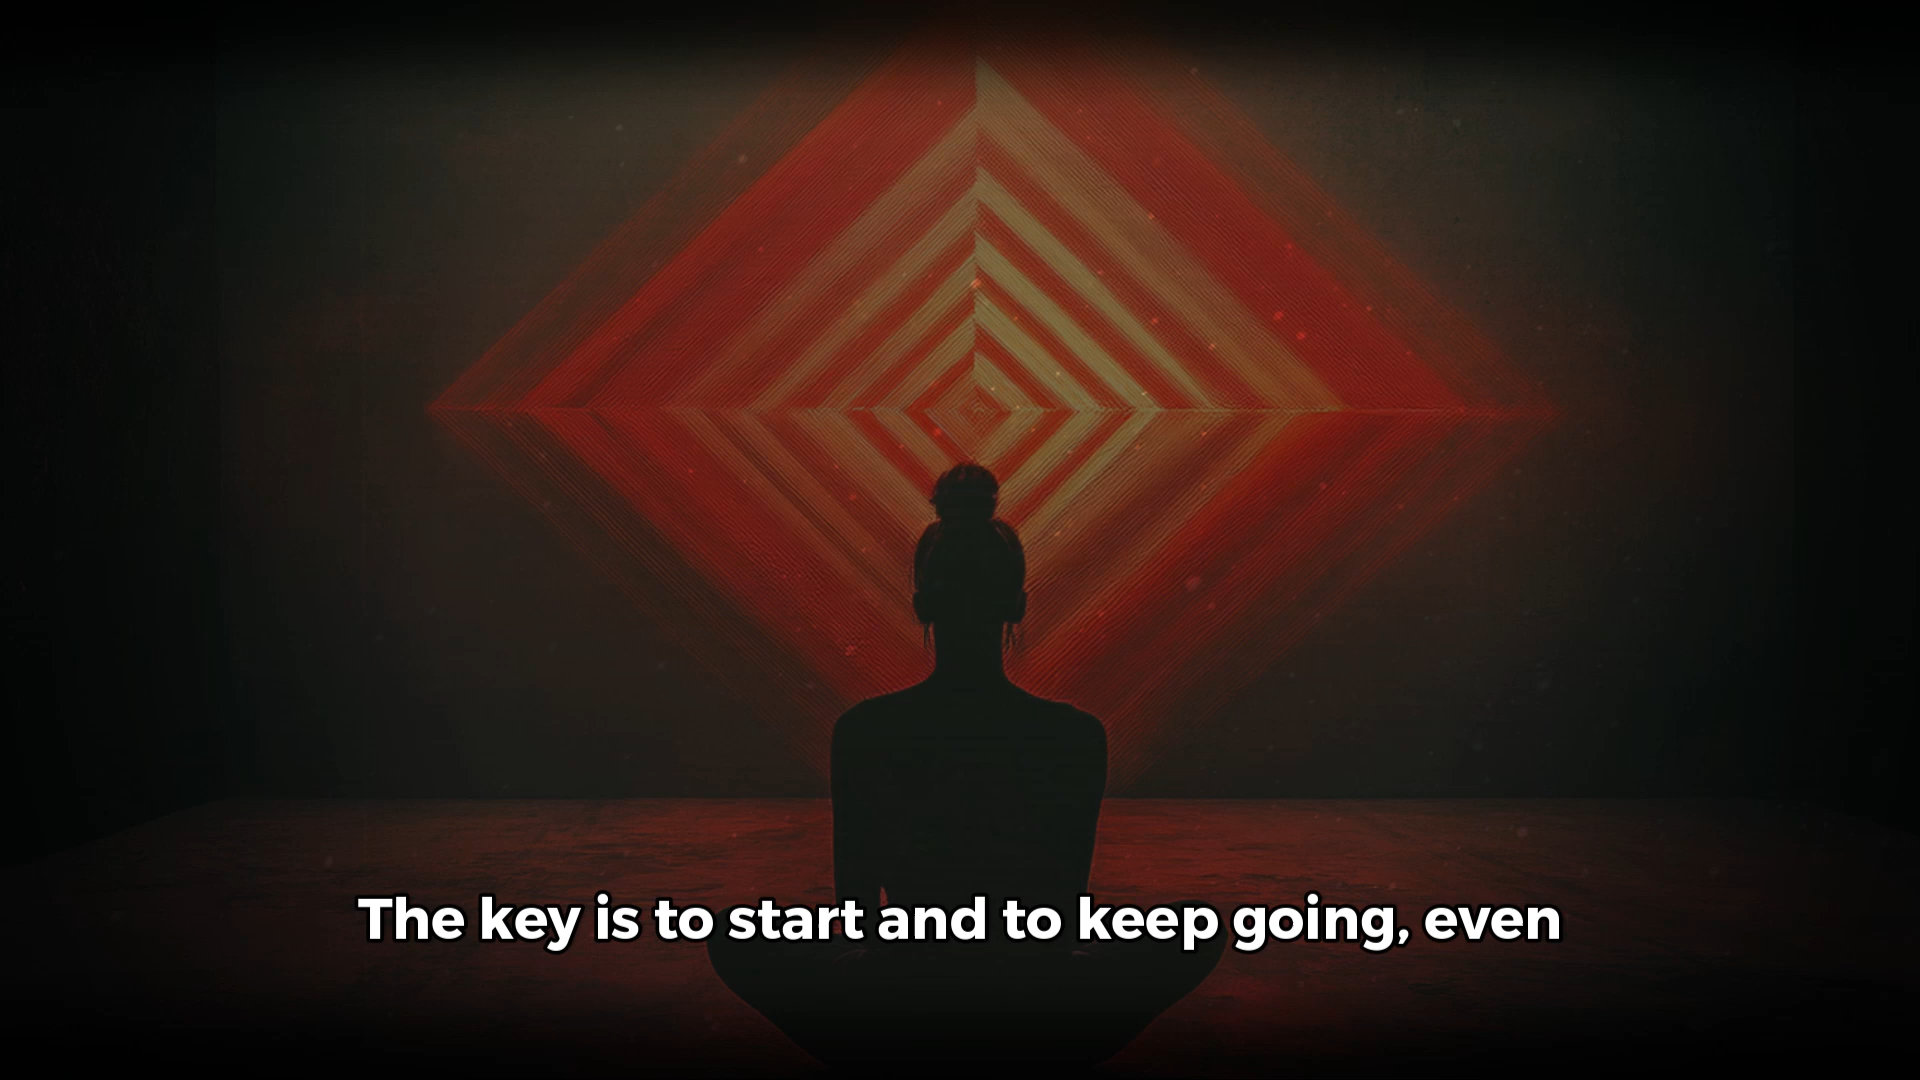 The key is to start and to keep going, even